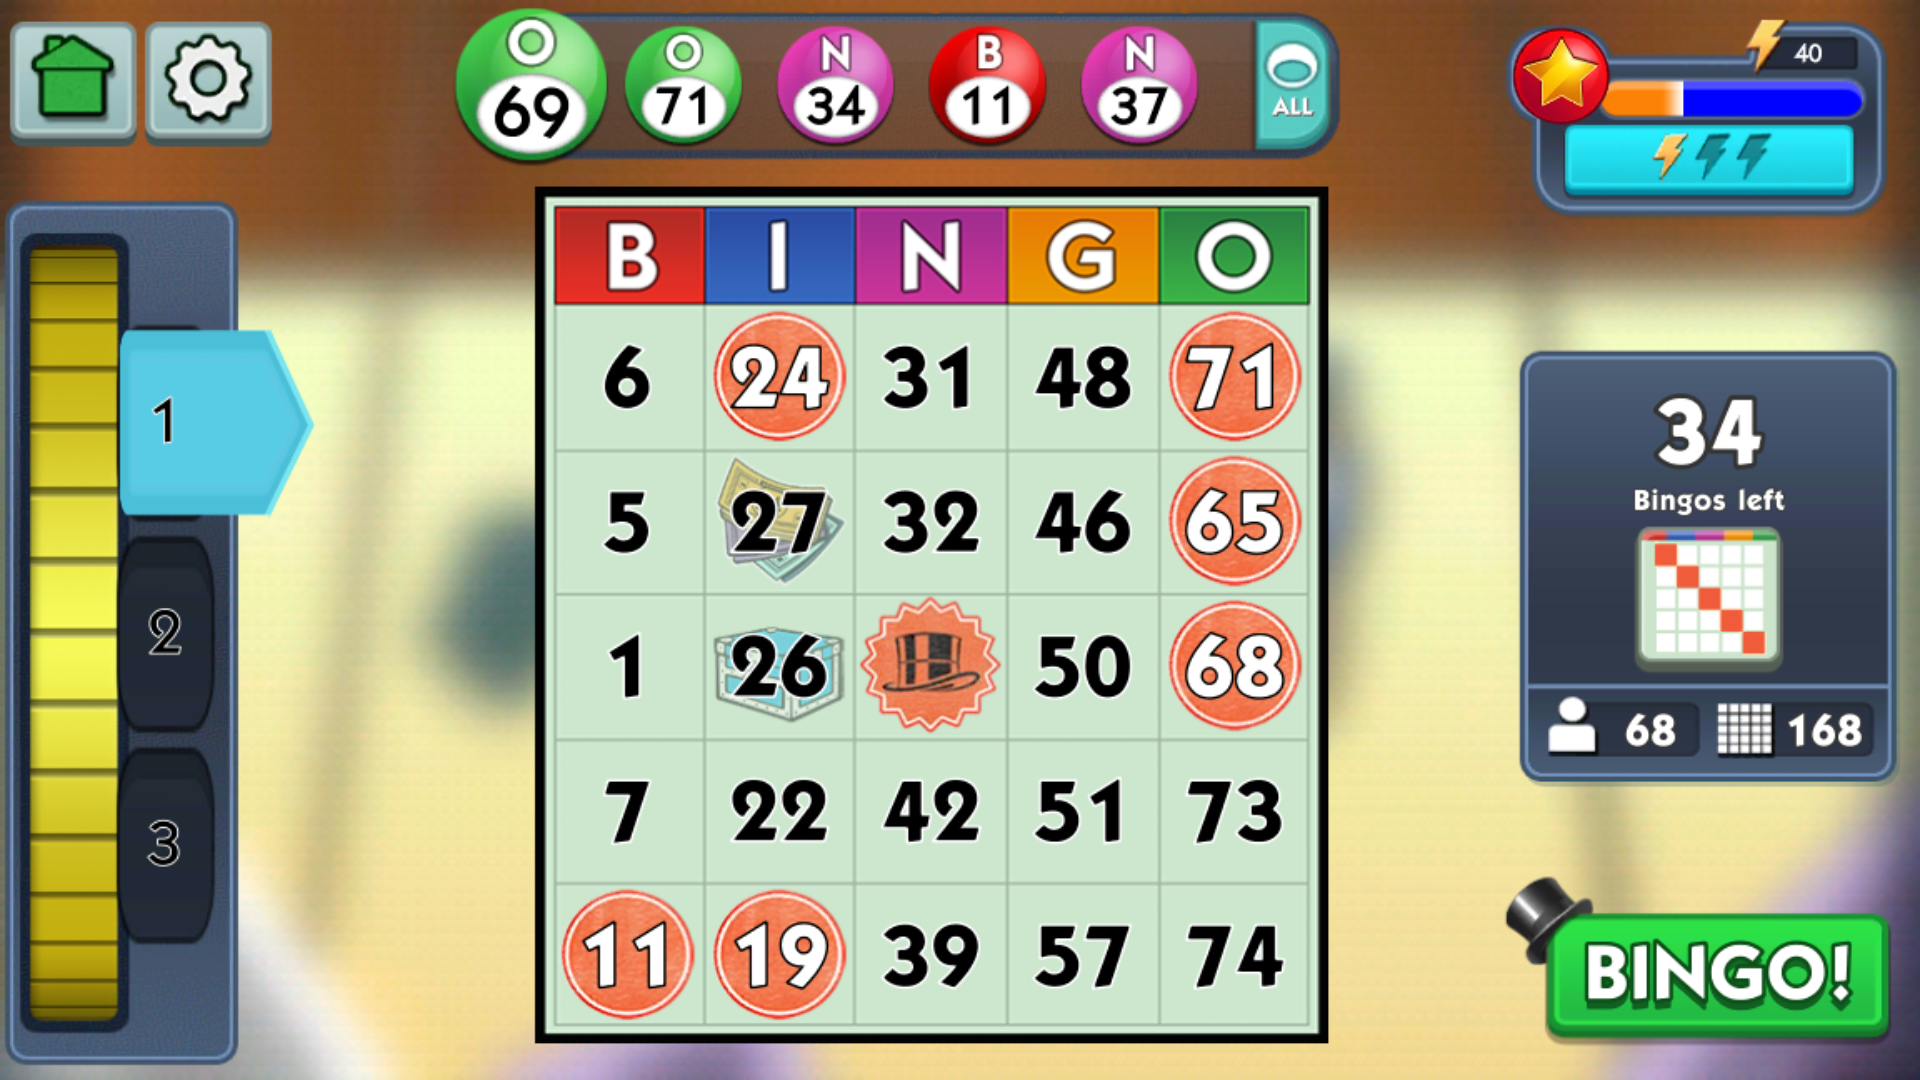 O O N B N
69 71 34 11 37
ALL
40
1
2
3
B I N G O
6 24 31 48 71
5 27 32 46 65
1 26 50 68
7 22 42 51 73
11 19 39 57 74
34
Bingos left
68 168
BINGO!